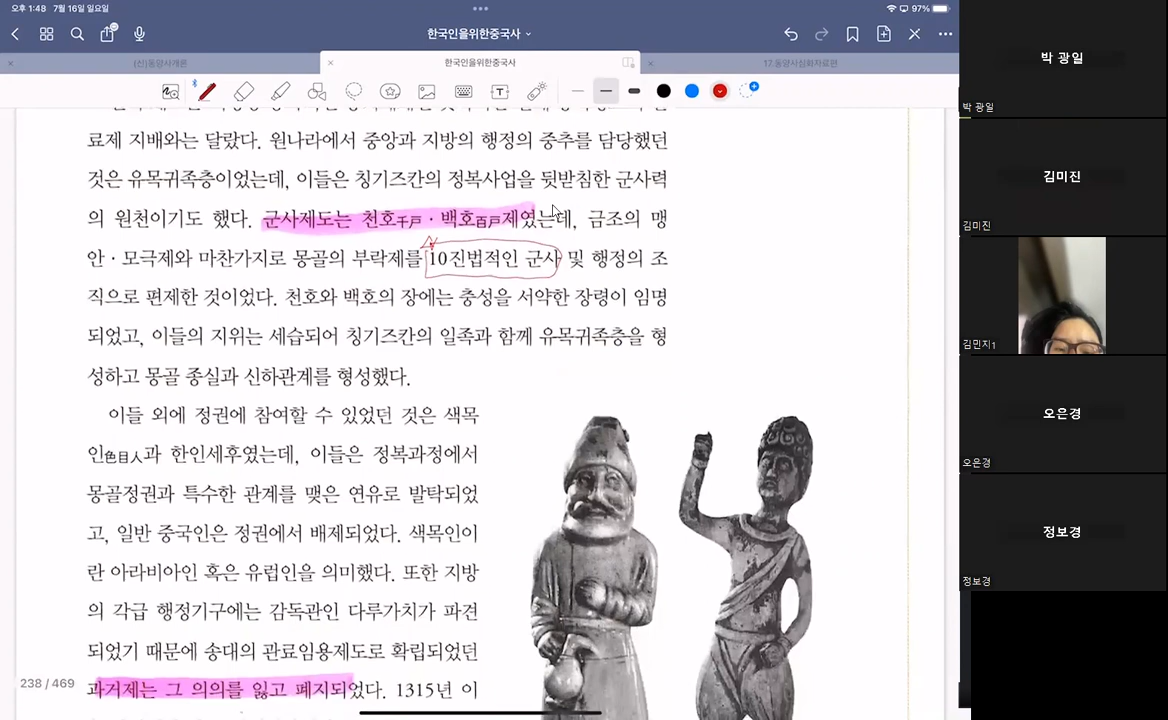 오후 1:48 7월 16일 일요일
97%
한국인을위한중국사
(신)동양사개론
한국인을위한중국사
17.동양사심화자료편
료제 지배와는 달랐다. 원나라에서 중앙과 지방의 행정의 중추를 담당했던
것은 유목귀족층이었는데, 이들은 칭기즈칸의 정복사업을 뒷받침한 군사력
의 원천이기도 했다. 군사제도는 천호千戶 · 백호百戶제였는데, 금조의 맹
안 · 모극제와 마찬가지로 몽골의 부락제를 10진법적인 군사 및 행정의 조
직으로 편제한 것이었다. 천호와 백호의 장에는 충성을 서약한 장령이 임명
되었고, 이들의 지위는 세습되어 칭기즈칸의 일족과 함께 유목귀족층을 형
성하고 몽골 종실과 신하관계를 형성했다.
이들 외에 정권에 참여할 수 있었던 것은 색목
인色目人과 한인세후였는데, 이들은 정복과정에서
몽골정권과 특수한 관계를 맺은 연유로 발탁되었
고, 일반 중국인은 정권에서 배제되었다. 색목인이
란 아라비아인 혹은 유럽인을 의미했다. 또한 지방
의 각급 행정기구에는 감독관인 다루가치가 파견
되었기 때문에 송대의 관료임용제도로 확립되었던
과거제는 그 의의를 잃고 폐지되었다. 1315년 이
238 / 469
박 광일
박 광일
김미진
김미진
김민지1
오은경
오은경
정보경
정보경